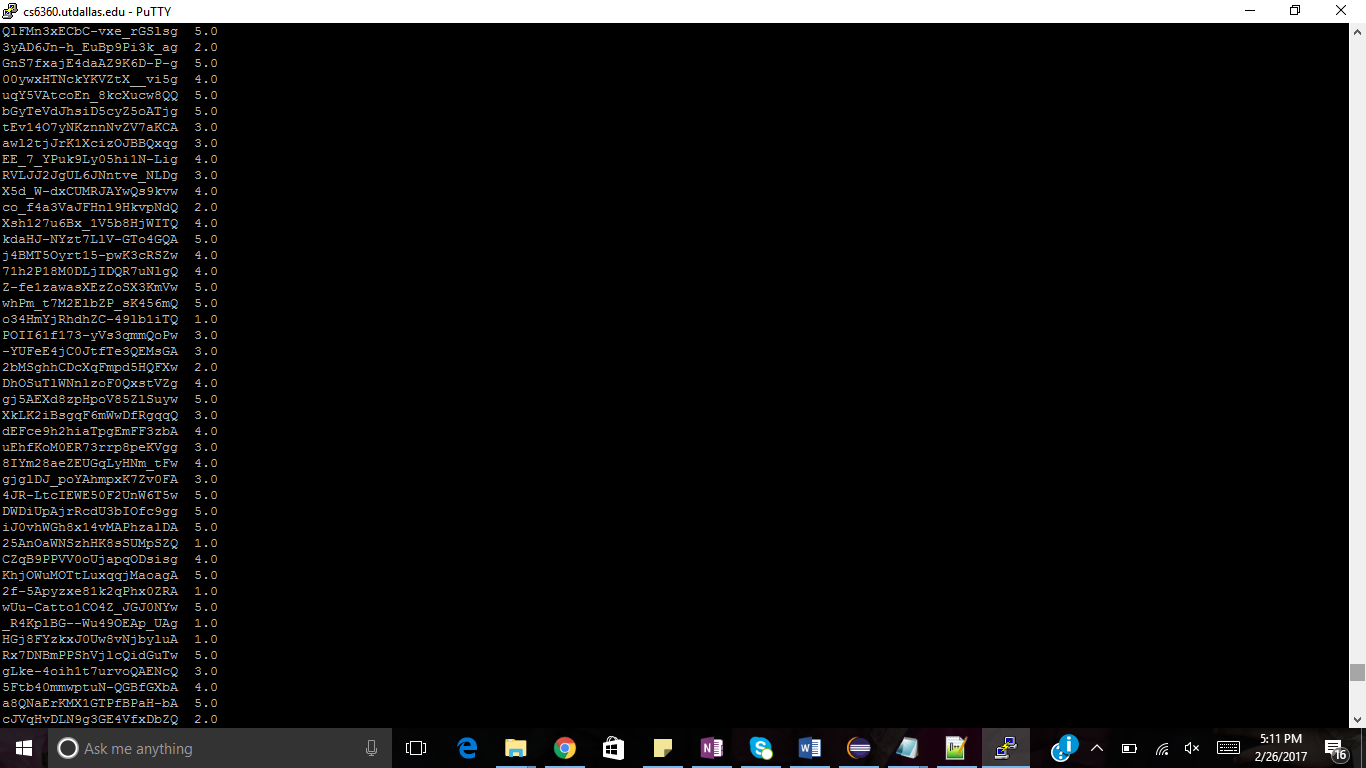 cs6360.utdallas.edu - PuTTY
QlFMn3xECbC-vxe_rGSlsg  5.0
3yAD6Jn-h_EuBp9Pi3k_ag  2.0
GnS7fxajE4daAZ9K6D-P-g  5.0
00ywxHTNckYKVZtX__vi5g  4.0
uqY5VAtcoEn_8kcXucw8QQ  5.0
bGyTeVdJhsiD5cyZ5oATjg  5.0
tEv14O7yNKznnNvZV7aKCA  3.0
awl2tjJrK1XcizOJBBQxqg  3.0
EE_7_YPuk9Ly05hi1N-Lig  4.0
RVLJJ2JgUL6JNntve_NLDg  3.0
X5d_W-dxCUMRJAYwQs9kvw  4.0
co_f4a3VaJFHnl9HkvpNdQ  2.0
Xsh127u6Bx_1V5b8HjWITQ  4.0
kdaHJ-NYzt7LlV-GTo4GQA  5.0
j4BMT5Oyrt15-pwK3cRSZw  4.0
71h2P18M0DLjIDQR7uNlgQ  4.0
Z-fe1zawasXEzZoSX3KmVw  5.0
whPm_t7M2ElbZP_sK456mQ  5.0
o34HmYjRhdhZC-49lb1iTQ  1.0
POII61f173-yVs3qmmQoPw  3.0
-YUFeE4jC0JtfTe3QEMsGA  3.0
2bMSghhCDcXqFmpd5HQFXw  2.0
DhOSuTlWNnlzoF0QxstVZg  4.0
gj5AEXd8zpHpoV85ZlSuyw  5.0
XkLK2iBsgqF6mWwDfRgqqQ  3.0
dEFce9h2hiaTpgEmFF3zbA  4.0
uEhfKoM0ER73rrp8peKVgg  3.0
8IYm28aeZEUGqLyHNm_tFw  4.0
gjglDJ_poYAhmpxK7Zv0FA  3.0
4JR-LtcIEWE50F2UnW6T5w  5.0
DWDiUpAjrRcdU3bIOfc9gg  5.0
iJ0vhWGh8x14vMAPhzalDA  5.0
25AnOaWNSzhHK8sSUMpSZQ  1.0
CZqB9PPVV0oUjapqODsisg  4.0
KhjOWuMOTtLuxqqjMaoagA  5.0
2f-5Apyzxe81k2qPhx0ZRA  1.0
wUu-Catto1CO4Z_JGJ0NYw  5.0
_R4KplBG--Wu49OEAp_UAg  1.0
HGj8FYzkxJ0Uw8vNjbyluA  1.0
Rx7DNBmPPShVjlcQidGuTw  5.0
gLke-4oih1t7urvoQAENcQ  3.0
5Ftb40mmwptuN-QGBfGXbA  4.0
a8QNaErKMX1GTPfBPaH-bA  5.0
cJVqHvDLN9g3GE4VfxDbZQ  2.0
Ask me anything
5:11 PM
2/26/2017
16